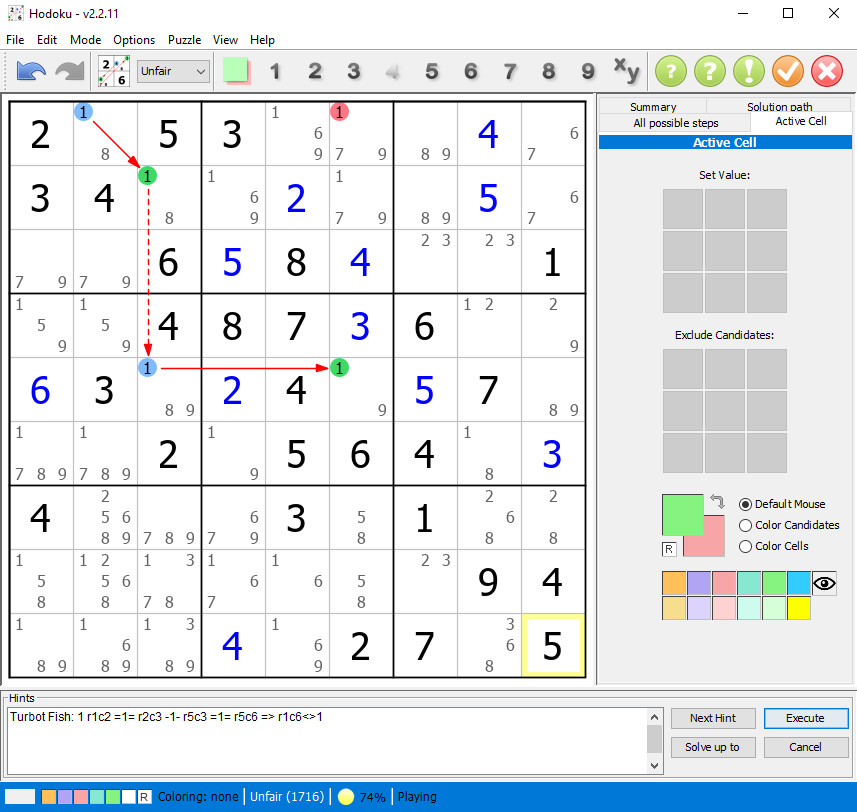 Hodoku - v2.2.11
File Edit Mode Options Puzzle View Help
2 6 Unfair 1 2 3 4 5 6 7 8 9 xy ? ? !
Summary Solution path
All possible steps Active Cell
Active Cell
Set Value:
Exclude Candidates:
R
Default Mouse
Color Candidates
Color Cells
1 1 1
2 5 3 6 4 6
8 9 7 9 8 9 7
1 1 1
3 4 6 2 5 6
8 9 7 9 8 9 7
2 3 2 3
6 5 8 4 1
7 9 7 9
1 1 1 2 2
5 5 4 8 7 3 6
9 9 9
1 1
6 3 2 4 5 7
8 9 9 8 9
1 1 1 1
2 5 6 4 3
7 8 9 7 8 9 9 8
2 2 2
4 5 6 6 3 5 1 6
8 9 7 8 9 7 9 8 8 8
1 1 2 1 3 1 1 2 3
5 5 6 6 6 5 9 4
8 8 7 8 7 8
1 1 1 3 1 3
6 4 6 2 7 6 5
8 9 8 9 8 9 9 8
Hints
Turbot Fish: 1 r1c2 =1= r2c3 -1- r5c3 =1= r5c6 => r1c6<>1
Next Hint Execute
Solve up to Cancel
R Coloring: none Unfair (1716) 74% Playing